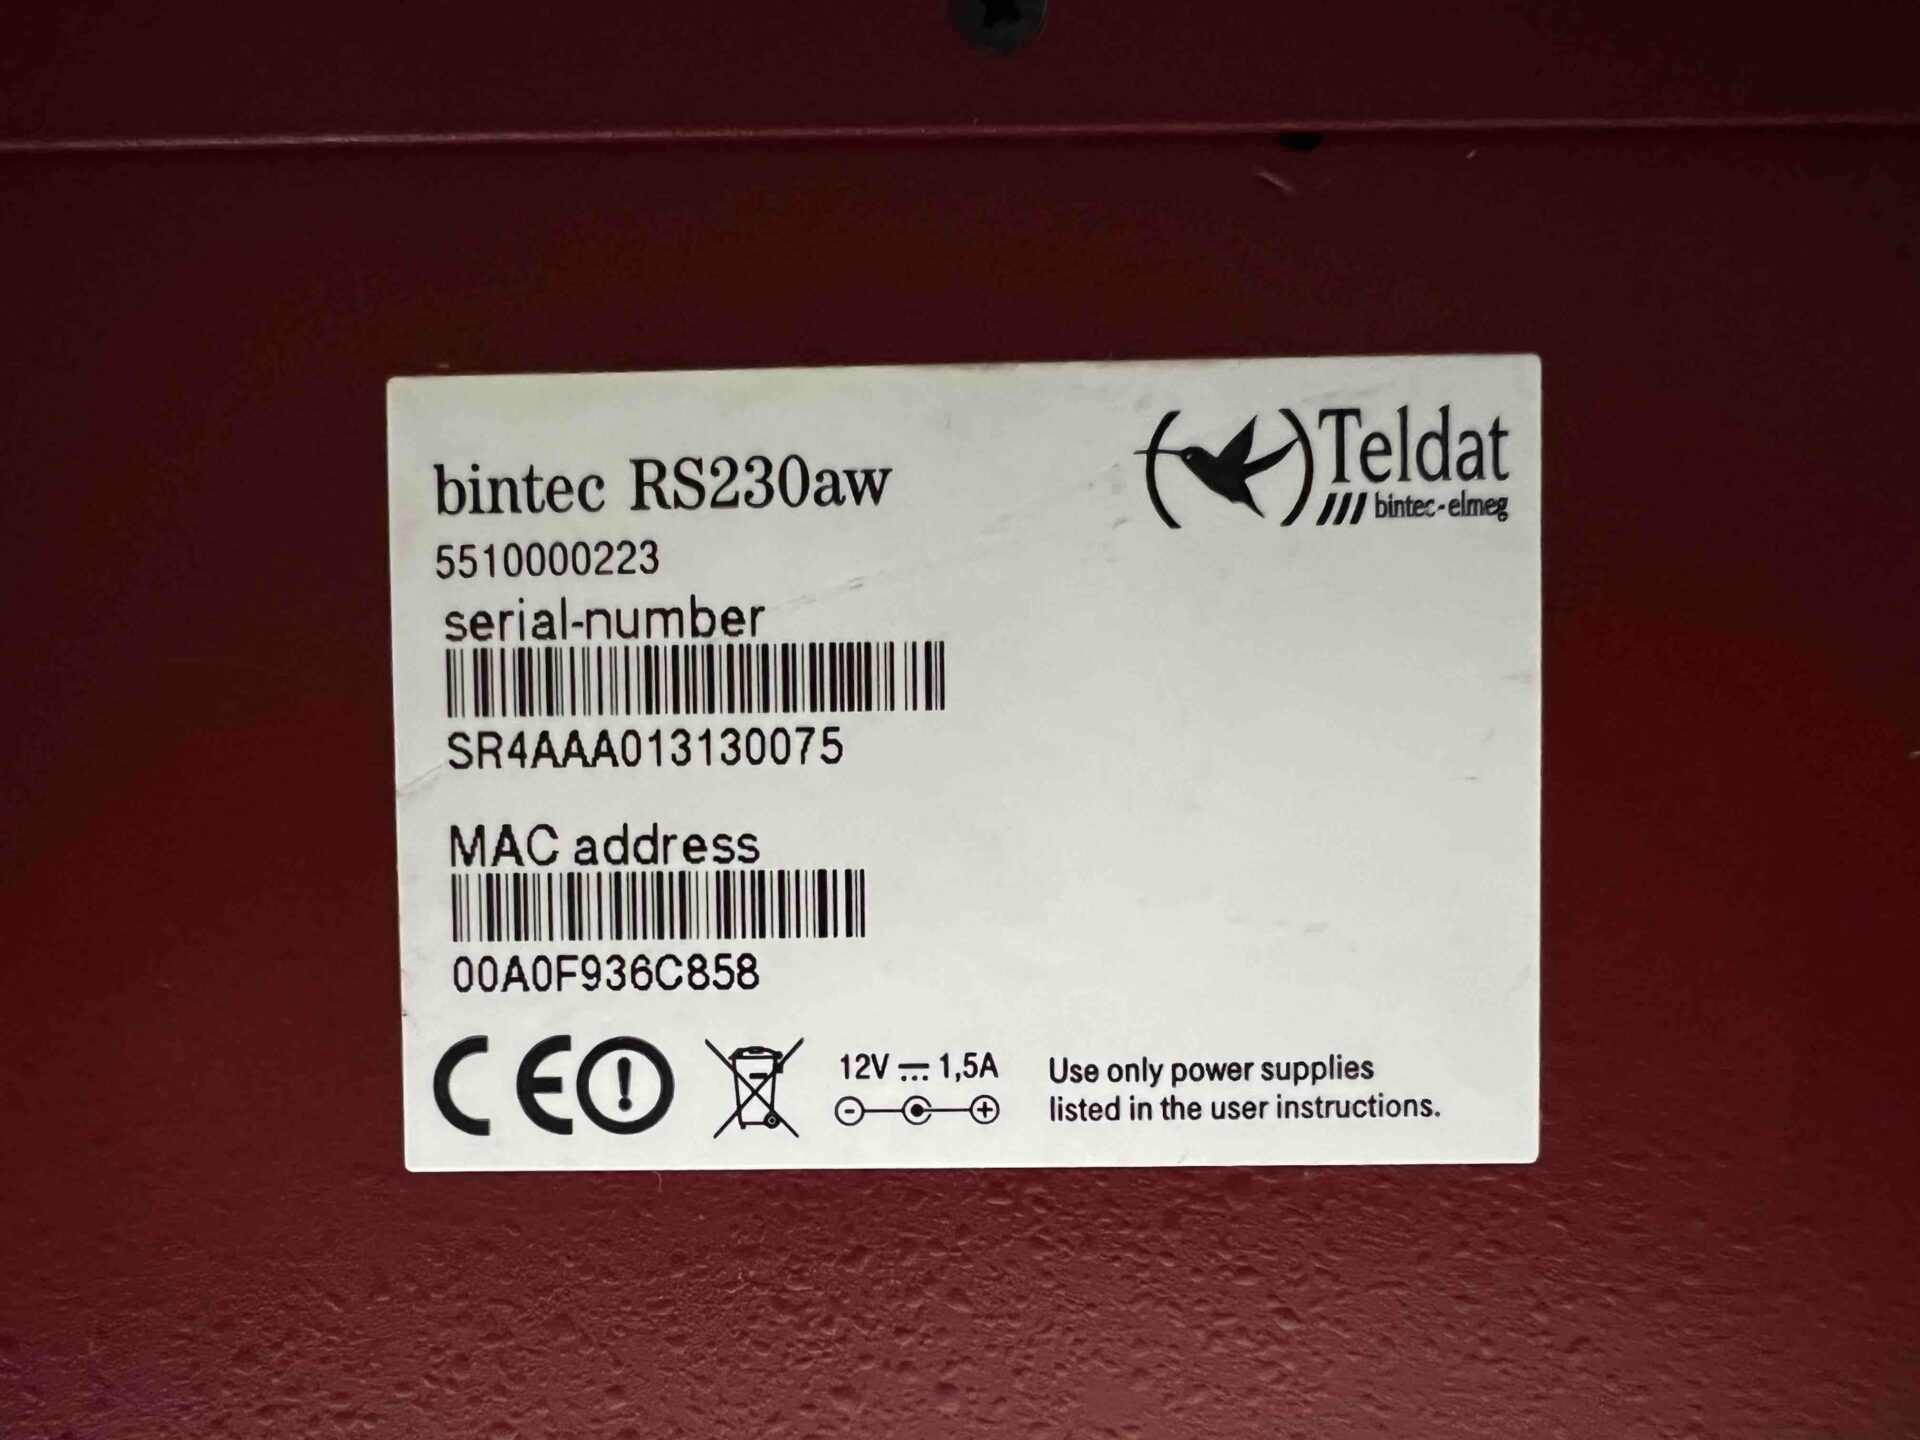 bintec RS230aw
Teldat
bintec-elmeg
5510000223
serial-number
SR4AAA013130075
MAC address
00A0F936C858
CE
12V ⎓ 1,5A
Use only power supplies
listed in the user instructions.